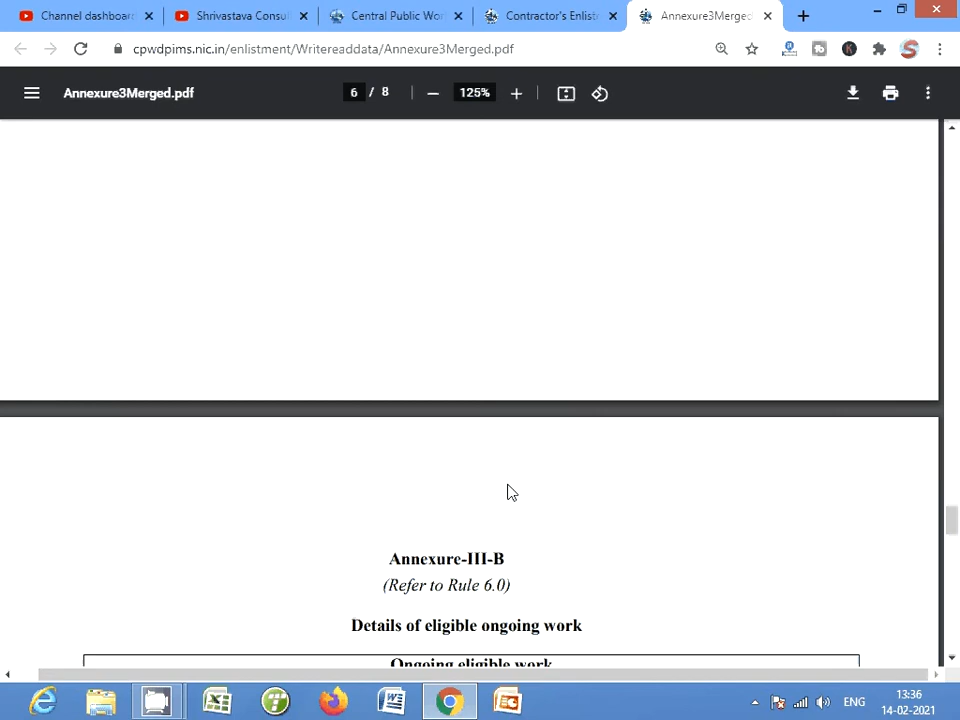 Channel dashboard
Shrivastava Consul
Central Public Wor
Contractor's Enlist
Annexure3Merged
cpwdpims.nic.in/enlistment/Writereaddata/Annexure3Merged.pdf
Annexure3Merged.pdf
6 / 8
125%
Annexure-III-B
(Refer to Rule 6.0)
Details of eligible ongoing work
Ongoing eligible work
ENG
13:36
14-02-2021